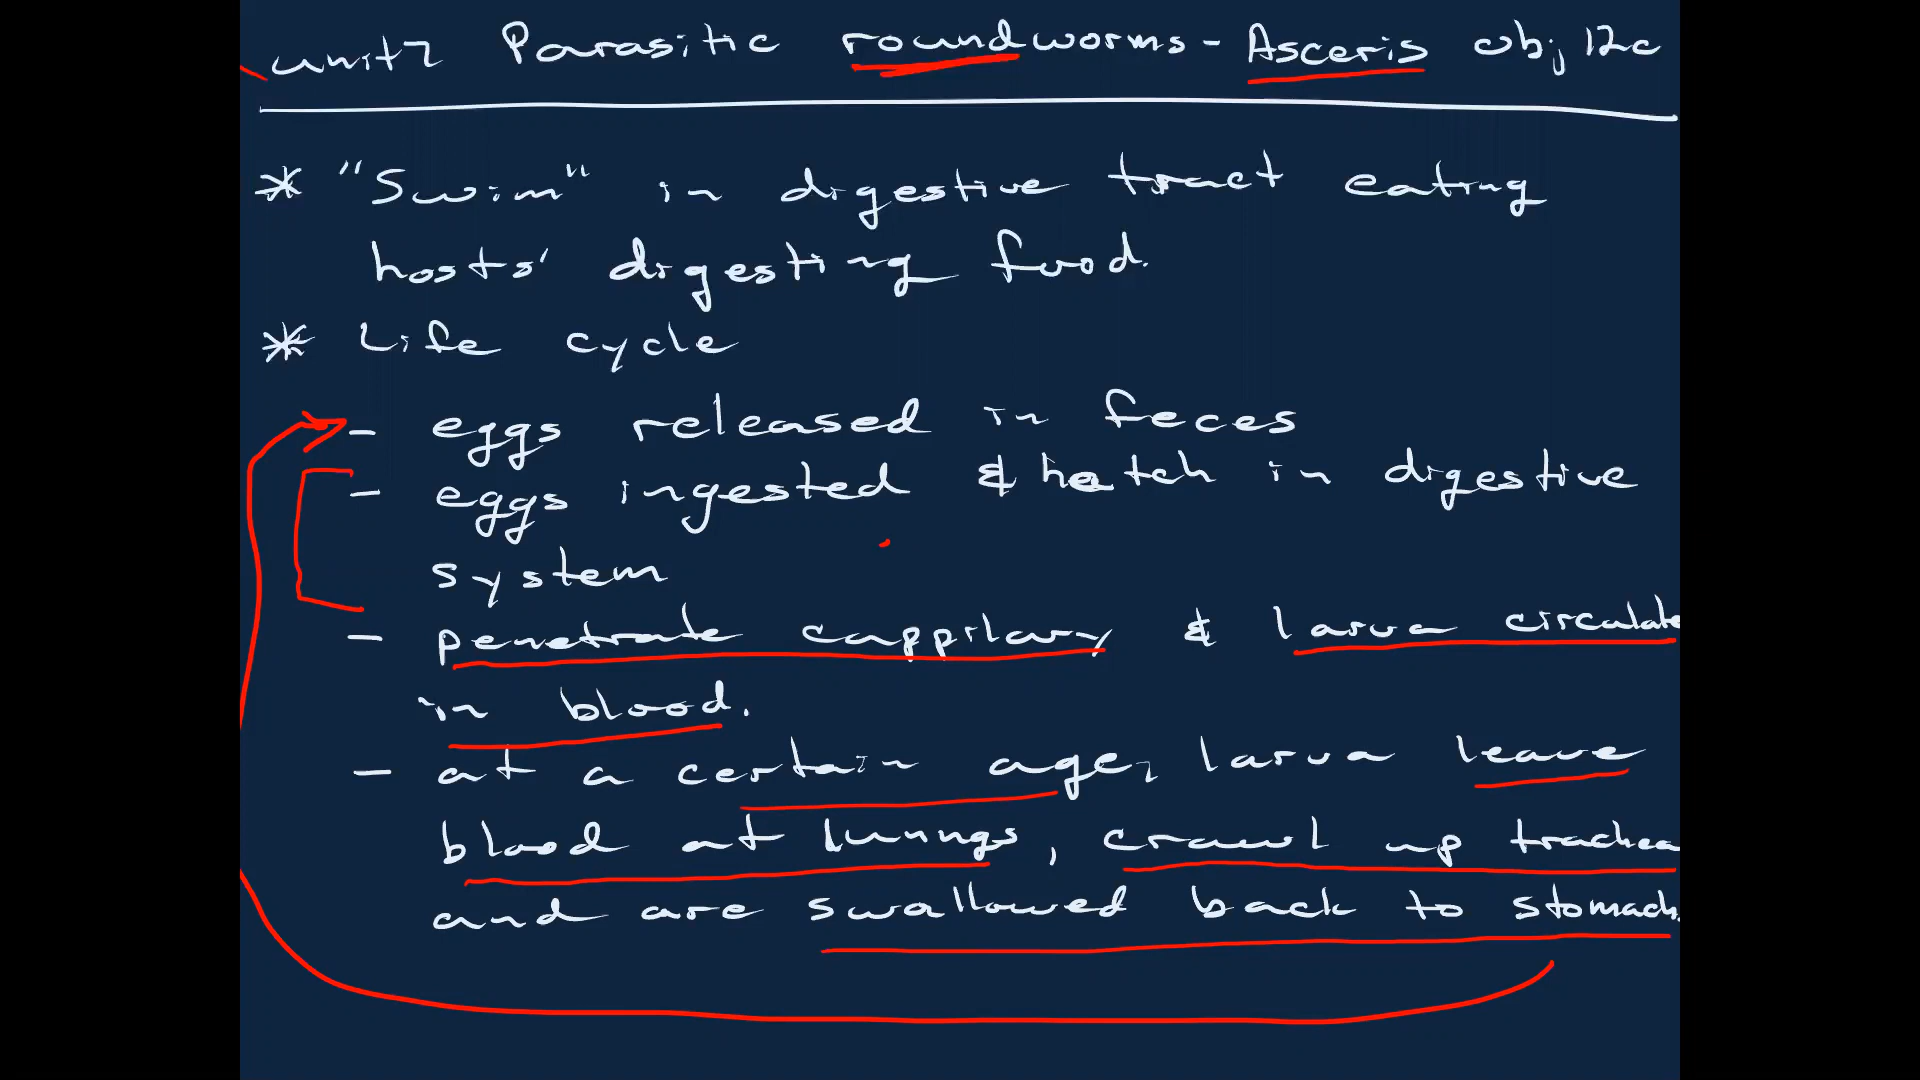 unit 7 Parasitic roundworms - Asceris obj 12c
* "Swim" in digestive tract eating
hosts' digesting food.
* Life cycle
- eggs released in feces
- eggs ingested & hatch in digestive
system
- penetrate cappilary & larva circulate
in blood.
- at a certain age, larva leave
blood at lungs, crawl up trachea
and are swallowed back to stomach.